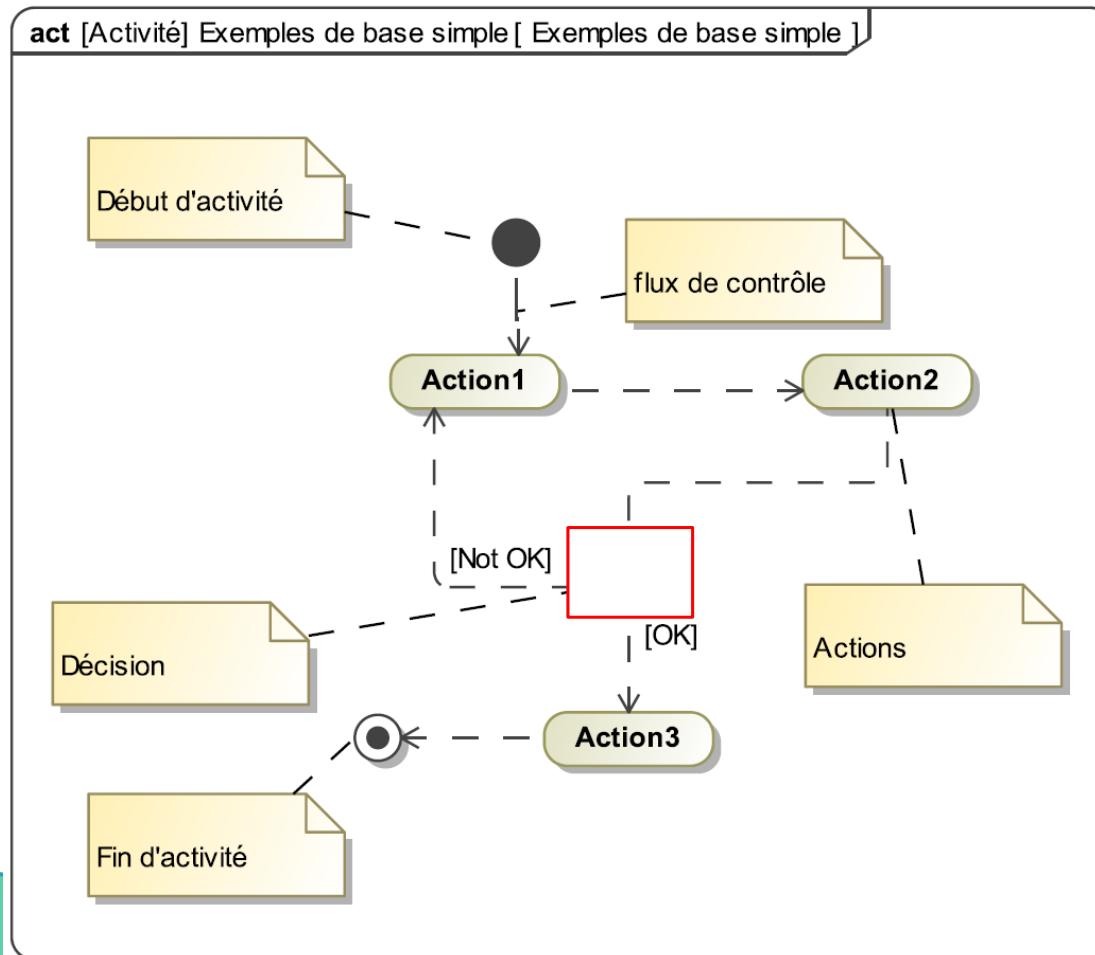 act [Activité] Exemples de base simple [ Exemples de base simple ]
Début d'activité
flux de contrôle
Action1
Action2
[Not OK]
[OK]
Décision
Actions
Action3
Fin d'activité